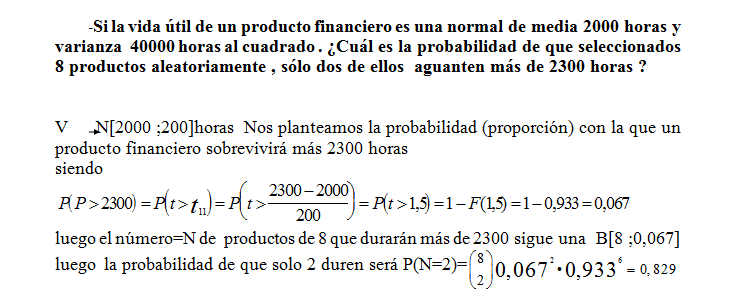 -Si la vida útil de un producto financiero es una normal de media 2000 horas y
varianza 40000 horas al cuadrado . ¿Cuál es la probabilidad de que seleccionados
8 productos aleatoriamente , sólo dos de ellos aguanten más de 2300 horas ?
V →N[2000 ;200]horas Nos planteamos la probabilidad (proporción) con la que un
producto financiero sobrevivirá más 2300 horas
siendo
P(P > 2300) = P(t > t₁₁) = P(t > (2300 − 2000)/200) = P(t > 1,5) = 1 − F(1,5) = 1 − 0,933 = 0,067
luego el número=N de productos de 8 que durarán más de 2300 sigue una B[8 ;0,067]
luego la probabilidad de que solo 2 duren será P(N=2)= (8 2) 0,067² · 0,933⁶ = 0,829